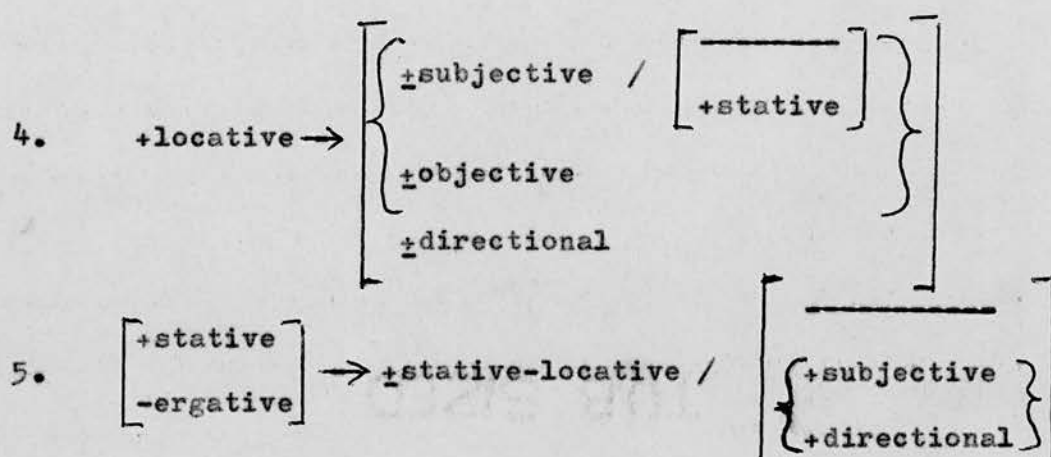 ±subjective / [ ———
+stative ]
4. +locative → 
±objective
±directional
+stative
5. → ±stative-locative / +subjective
-ergative
+directional